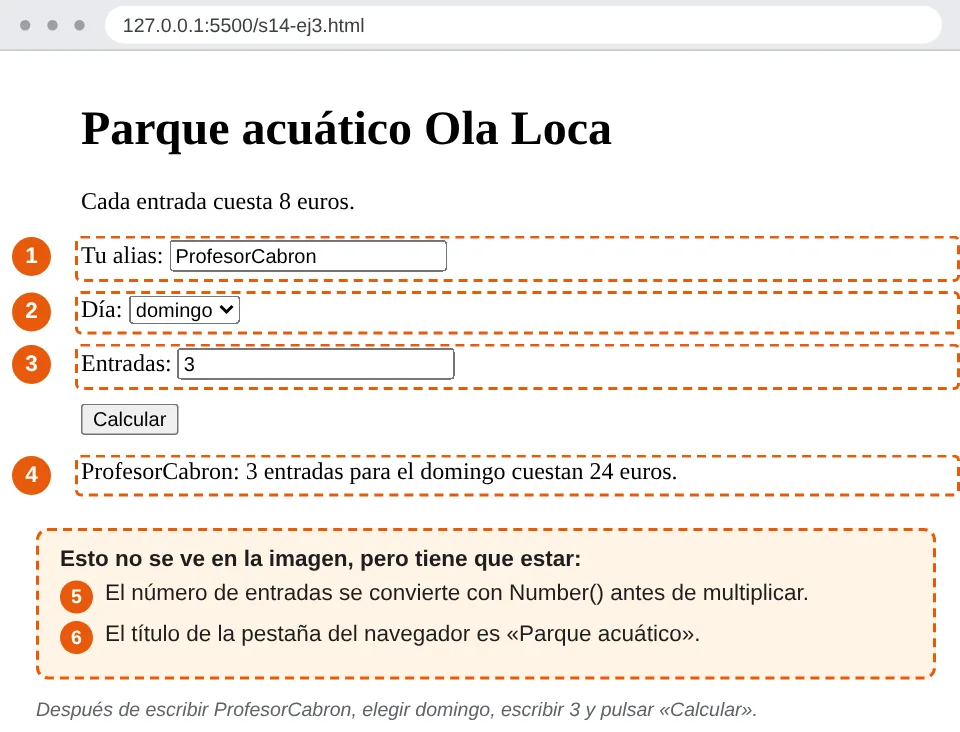 127.0.0.1:5500/s14-ej3.html
Parque acuático Ola Loca
Cada entrada cuesta 8 euros.
1 Tu alias: ProfesorCabron
2 Día: domingo
3 Entradas: 3
Calcular
4 ProfesorCabron: 3 entradas para el domingo cuestan 24 euros.
Esto no se ve en la imagen, pero tiene que estar:
5 El número de entradas se convierte con Number() antes de multiplicar.
6 El título de la pestaña del navegador es «Parque acuático».
Después de escribir ProfesorCabron, elegir domingo, escribir 3 y pulsar «Calcular».